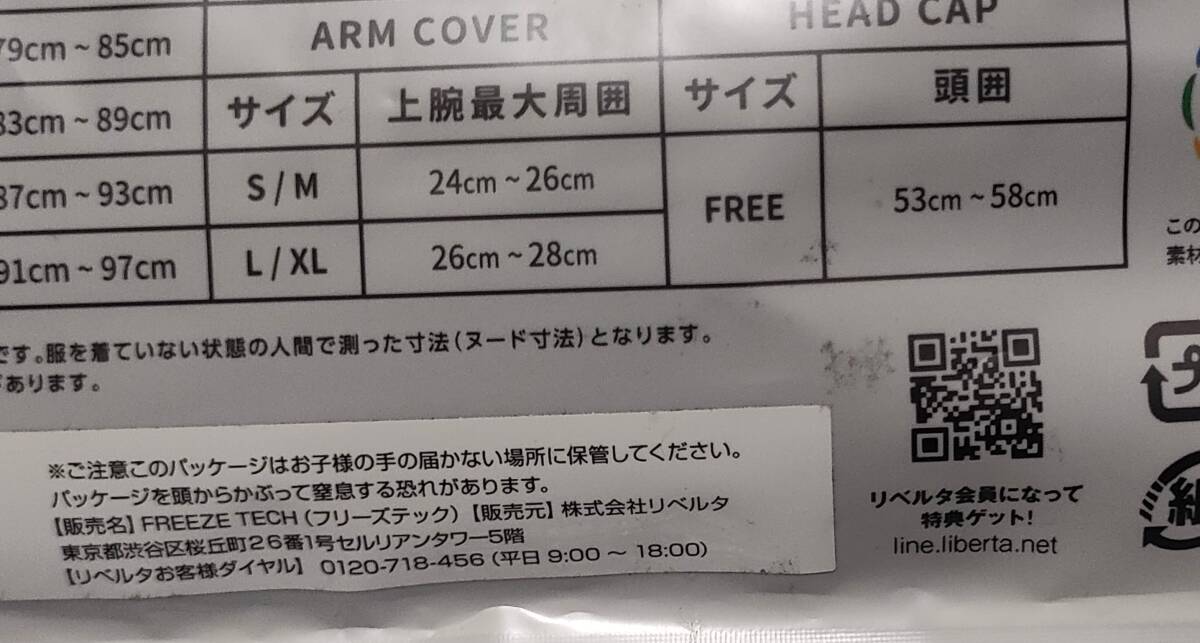 79cm ~ 85cm
83cm ~ 89cm
87cm ~ 93cm
91cm ~ 97cm
ARM COVER
サイズ 上腕最大周囲
S / M 24cm ~ 26cm
L / XL 26cm ~ 28cm
HEAD CAP
サイズ 頭囲
FREE 53cm ~ 58cm
です。服を着ていない状態の人間で測った寸法(ヌード寸法)となります。
があります。
※ご注意このパッケージはお子様の手の届かない場所に保管してください。
パッケージを頭からかぶって窒息する恐れがあります。
【販売名】FREEZE TECH(フリーズテック)【販売元】株式会社リベルタ
東京都渋谷区桜丘町26番1号セルリアンタワー5階
【リベルタお客様ダイヤル】 0120-718-456(平日 9:00 ~ 18:00)
リベルタ会員になって
特典ゲット!
line.liberta.net
この
素材
プ
紙